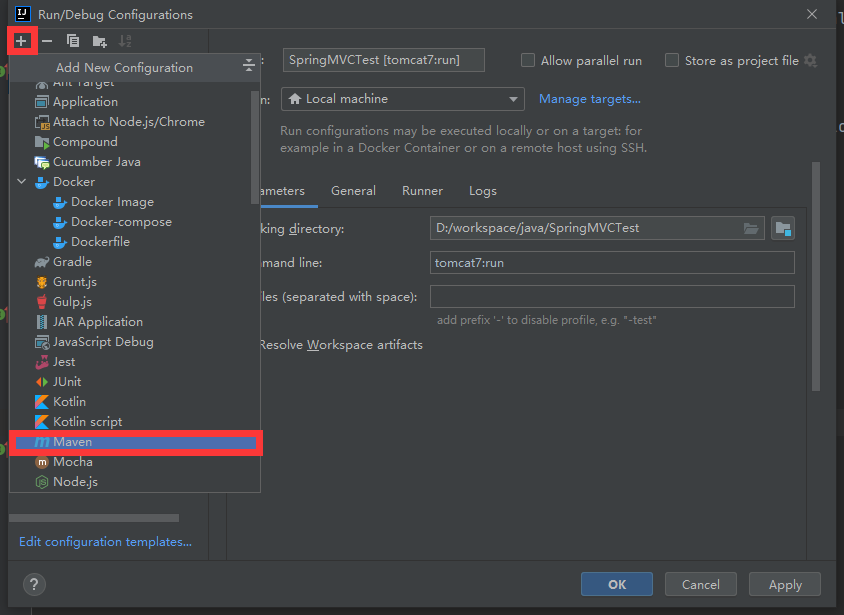 Run/Debug Configurations
Add New Configuration
Ant Target
Application
Attach to Node.js/Chrome
Compound
Cucumber Java
Docker
Docker Image
Docker-compose
Dockerfile
Gradle
Grunt.js
Gulp.js
JAR Application
JavaScript Debug
Jest
JUnit
Kotlin
Kotlin script
Maven
Mocha
Node.js
Edit configuration templates...
: SpringMVCTest [tomcat7:run] Allow parallel run Store as project file
n: Local machine Manage targets...
Run configurations may be executed locally or on a target: for
example in a Docker Container or on a remote host using SSH.
ameters General Runner Logs
king directory: D:/workspace/java/SpringMVCTest
mand line: tomcat7:run
les (separated with space):
add prefix '-' to disable profile, e.g. "-test"
Resolve Workspace artifacts
? OK Cancel Apply